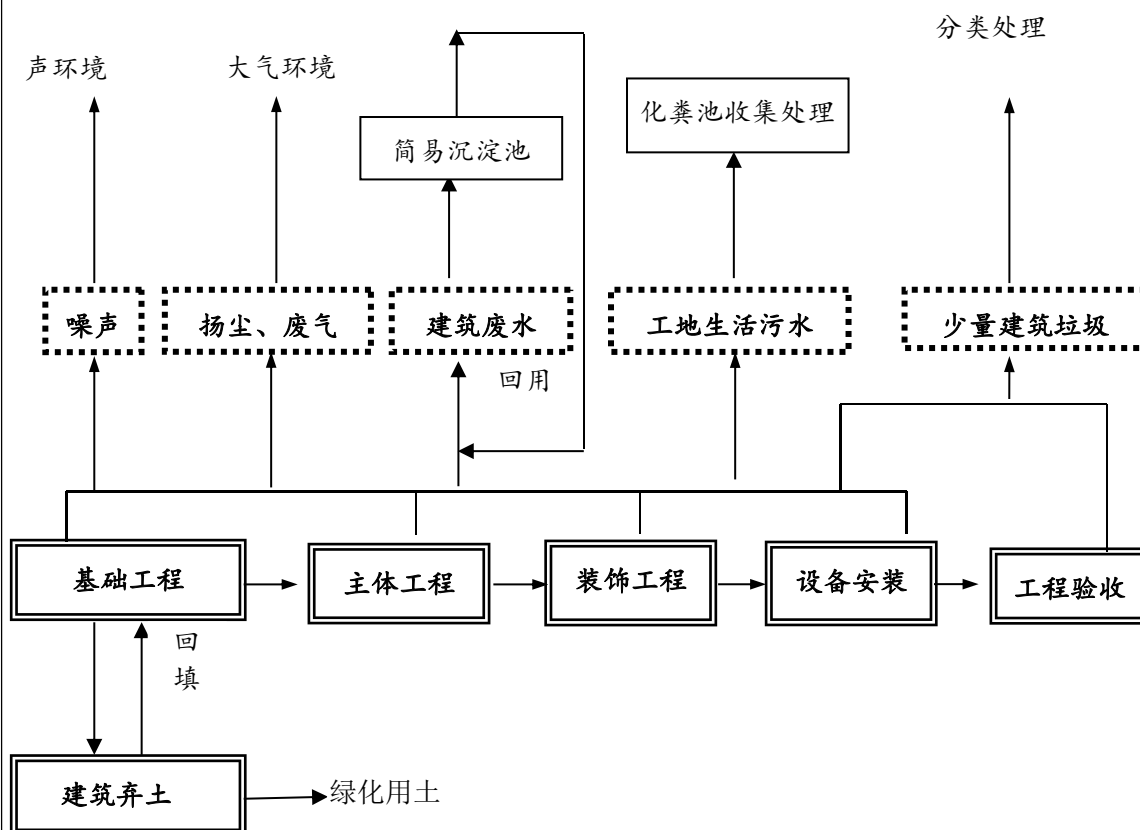 分类处理
声环境
大气环境
化粪池收集处理
简易沉淀池
噪声
扬尘、废气
建筑废水
工地生活污水
少量建筑垃圾
回用
基础工程
主体工程
装饰工程
设备安装
工程验收
回
填
建筑弃土
绿化用土